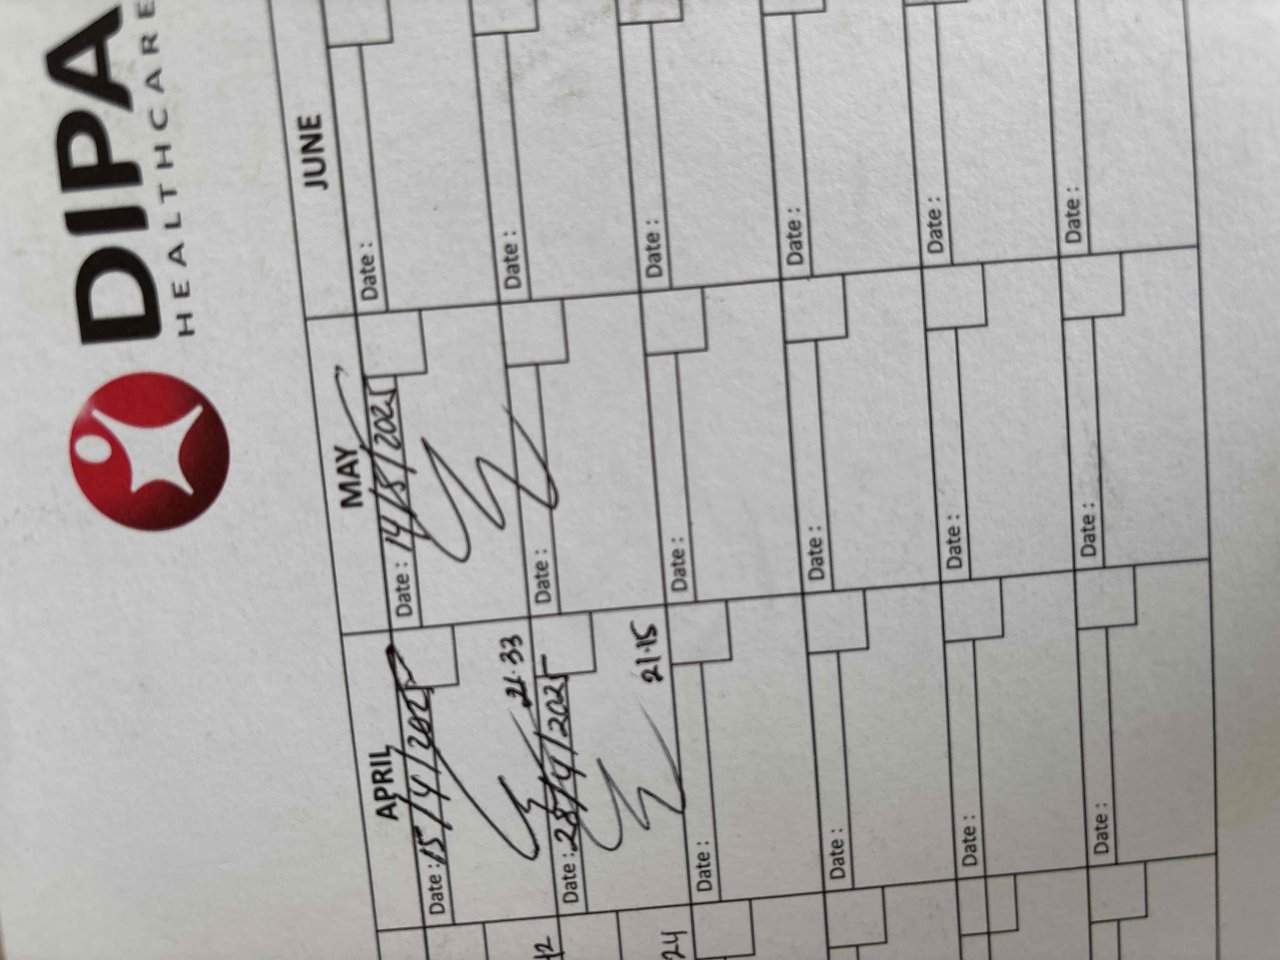 DIPA
HEALTHCARE
APRIL
MAY
JUNE
Date : 15/4/2025
Date : 14/5/2025
Date :
21.33
Date : 28/4/2025
Date :
Date :
21.15
Date :
Date :
Date :
Date :
Date :
Date :
Date :
Date :
Date :
Date :
Date :
Date :
24